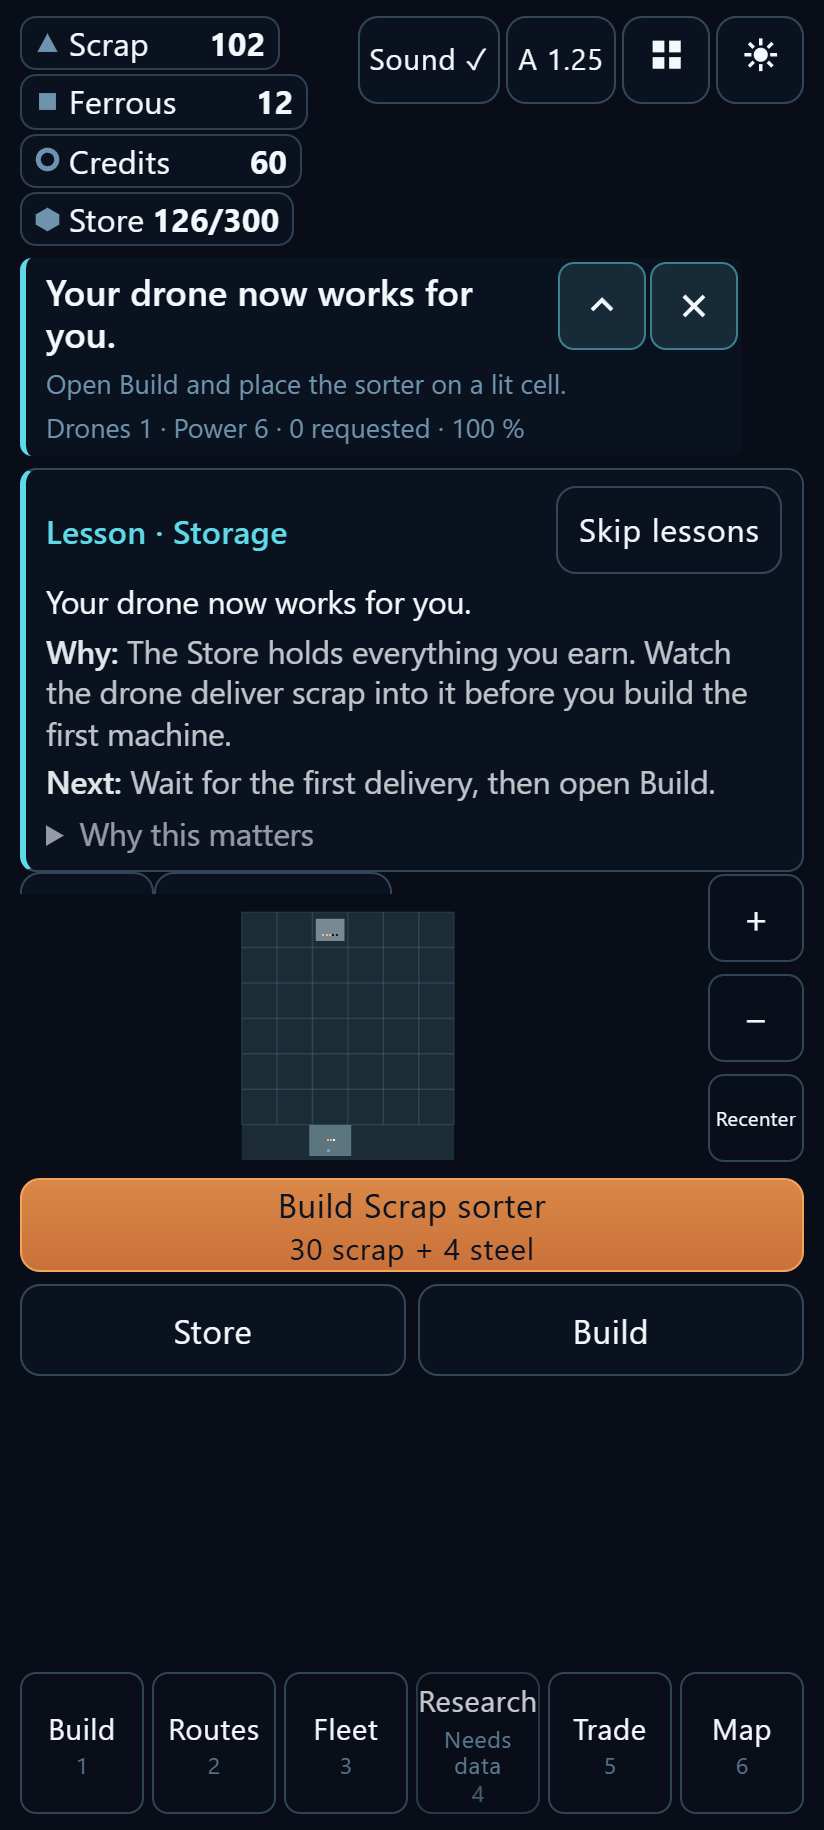 Scrap 102
Sound ✓
A 1.25
Ferrous 12
Credits 60
Store 126/300
Your drone now works for
you.
Open Build and place the sorter on a lit cell.
Drones 1 · Power 6 · 0 requested · 100 %
Lesson · Storage
Skip lessons
Your drone now works for you.
Why: The Store holds everything you earn. Watch
the drone deliver scrap into it before you build the
first machine.
Next: Wait for the first delivery, then open Build.
Why this matters
+
−
Recenter
Build Scrap sorter
30 scrap + 4 steel
Store
Build
Build
1
Routes
2
Fleet
3
Research
Needs
data
4
Trade
5
Map
6